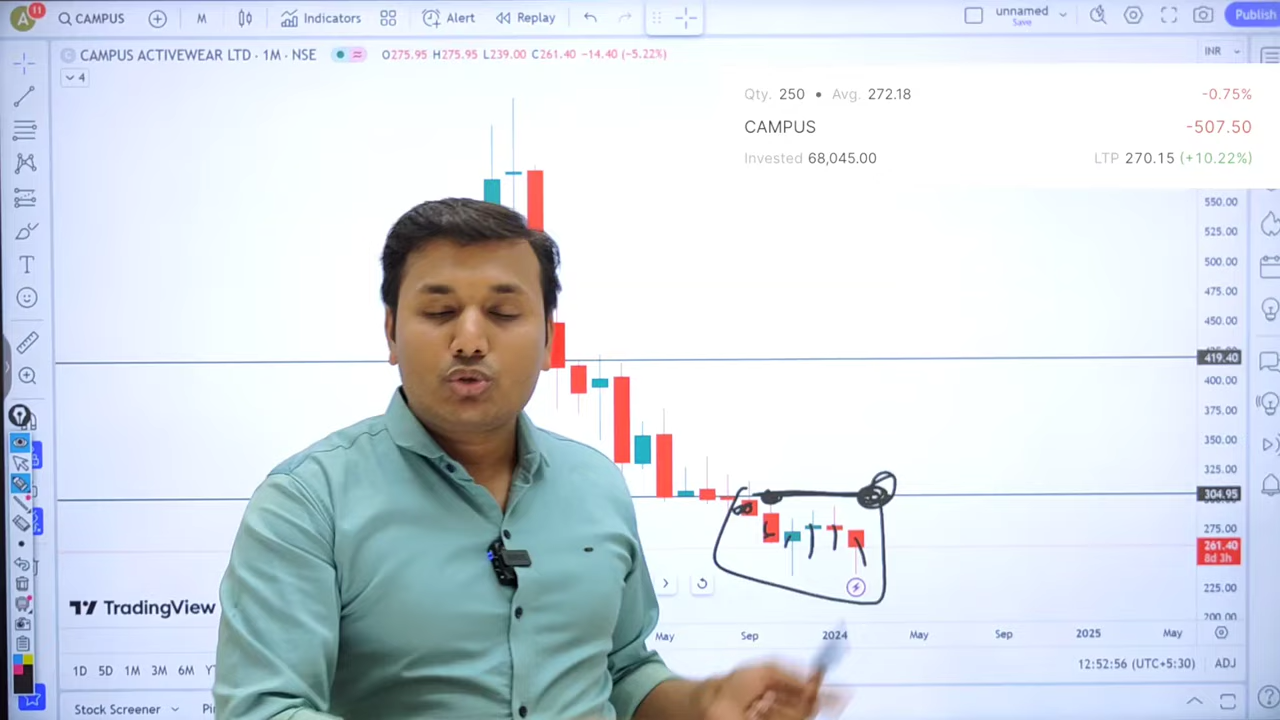 A 11 CAMPUS M Indicators Alert Replay unnamed Publish
Save
CAMPUS ACTIVEWEAR LTD · 1M · NSE O275.95 H275.95 L239.00 C261.40 -14.40 (-5.22%) INR
4
Qty. 250 • Avg. 272.18 -0.75%
CAMPUS -507.50
Invested 68,045.00 LTP 270.15 (+10.22%)
550.00
525.00
500.00
475.00
450.00
419.40
400.00
375.00
350.00
325.00
304.95
275.00
261.40
8d 3h
225.00
200.00
TradingView
May Sep 2024 May Sep 2025 May
1D 5D 1M 3M 6M 12:52:56 (UTC+5:30) ADJ
Stock Screener